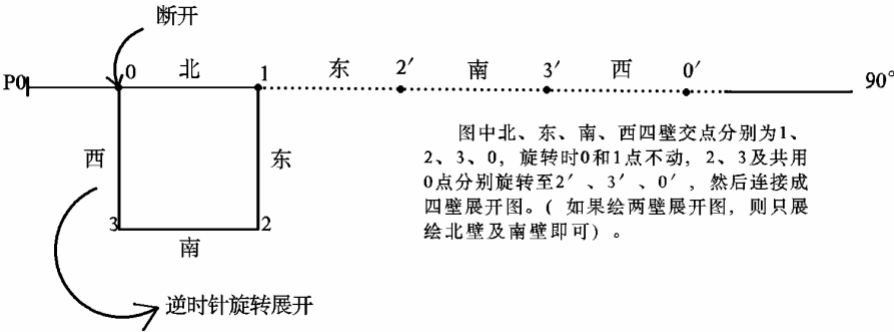 断开
P0 0 北 1 东 2′ 南 3′ 西 0′ 90°
西 东
3 2
南
逆时针旋转展开
图中北、东、南、西四壁交点分别为1、
2、3、0，旋转时0和1点不动，2、3及共用
0点分别旋转至2′、3′、0′，然后连接成
四壁展开图。( 如果绘两壁展开图，则只展
绘北壁及南壁即可) 。